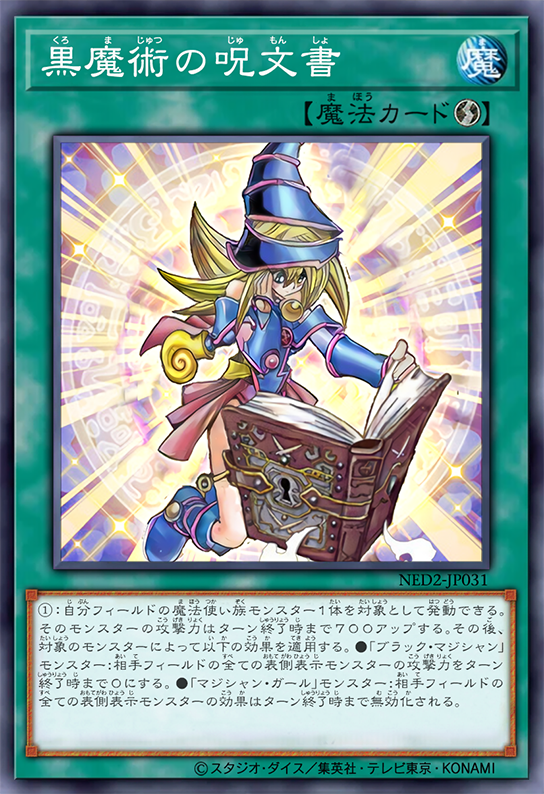 黒魔術の呪文書
魔
【魔法カード】
NED2-JP031
①：自分フィールドの魔法使い族モンスター１体を対象として発動できる。
そのモンスターの攻撃力はターン終了時まで７００アップする。その後、
対象のモンスターによって以下の効果を適用する。●「ブラック・マジシャン」
モンスター：相手フィールドの全ての表側表示モンスターの攻撃力をターン
終了時まで０にする。●「マジシャン・ガール」モンスター：相手フィールドの
全ての表側表示モンスターの効果はターン終了時まで無効化される。
©スタジオ・ダイス／集英社・テレビ東京・KONAMI